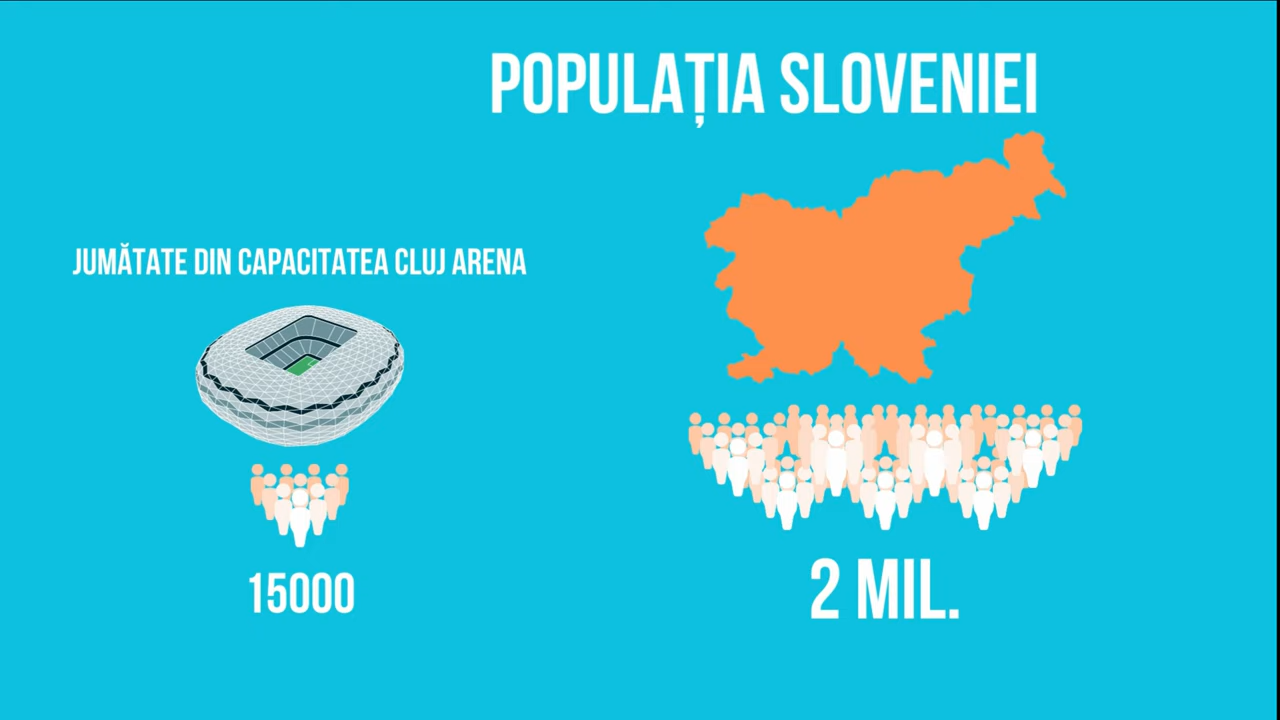 POPULAȚIA SLOVENIEI
JUMĂTATE DIN CAPACITATEA CLUJ ARENA
15000
2 MIL.